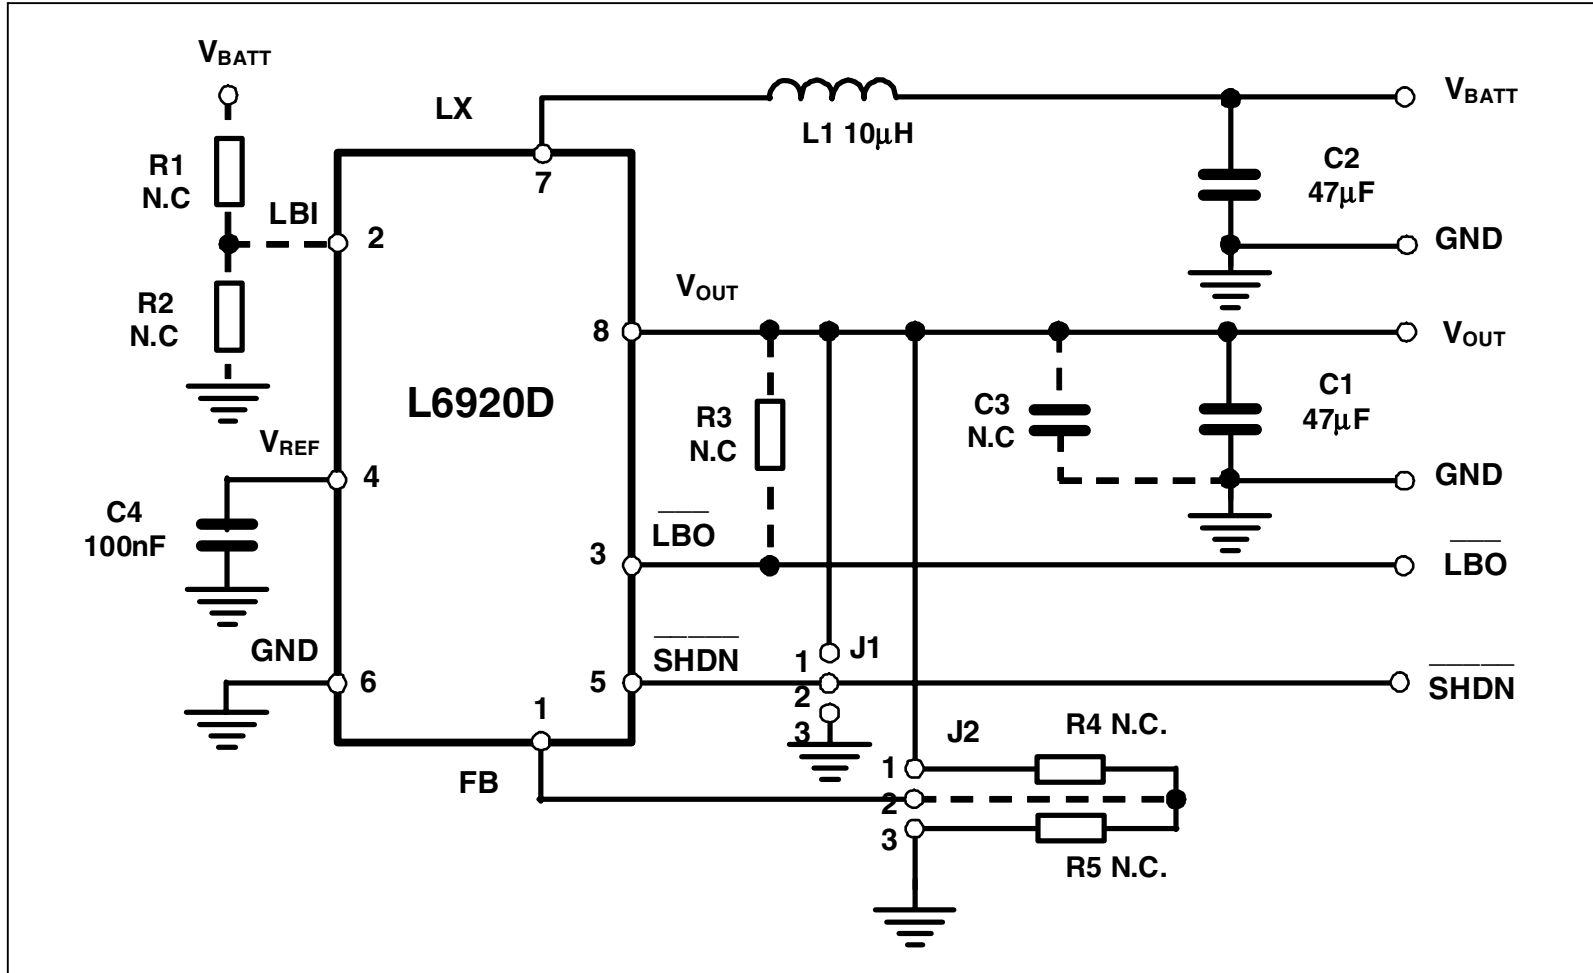 VBATT
LX
L1 10µH
VBATT
R1
N.C
C2
47µF
7
LBI
2
GND
R2
N.C
VOUT
8
VOUT
L6920D
R3
N.C
C3
N.C
C1
47µF
VREF
4
GND
C4
100nF
LBO
3
LBO
GND
6
SHDN
5
1
J1
2
3
SHDN
1
FB
J2
R4 N.C.
1
2
3
R5 N.C.